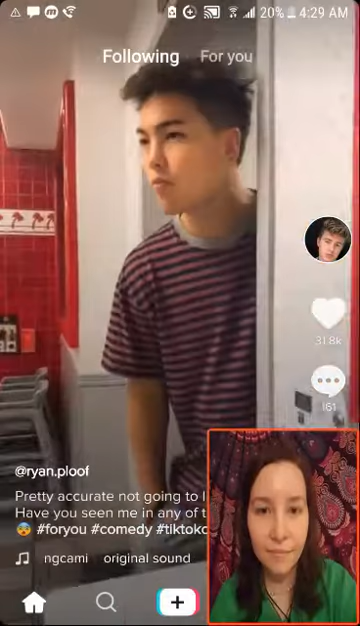 20% 4:29 AM
Following For you
31.8k
161
@ryan.ploof
Pretty accurate not going to l
Have you seen me in any of t
#foryou #comedy #tiktok
ngcami original sound